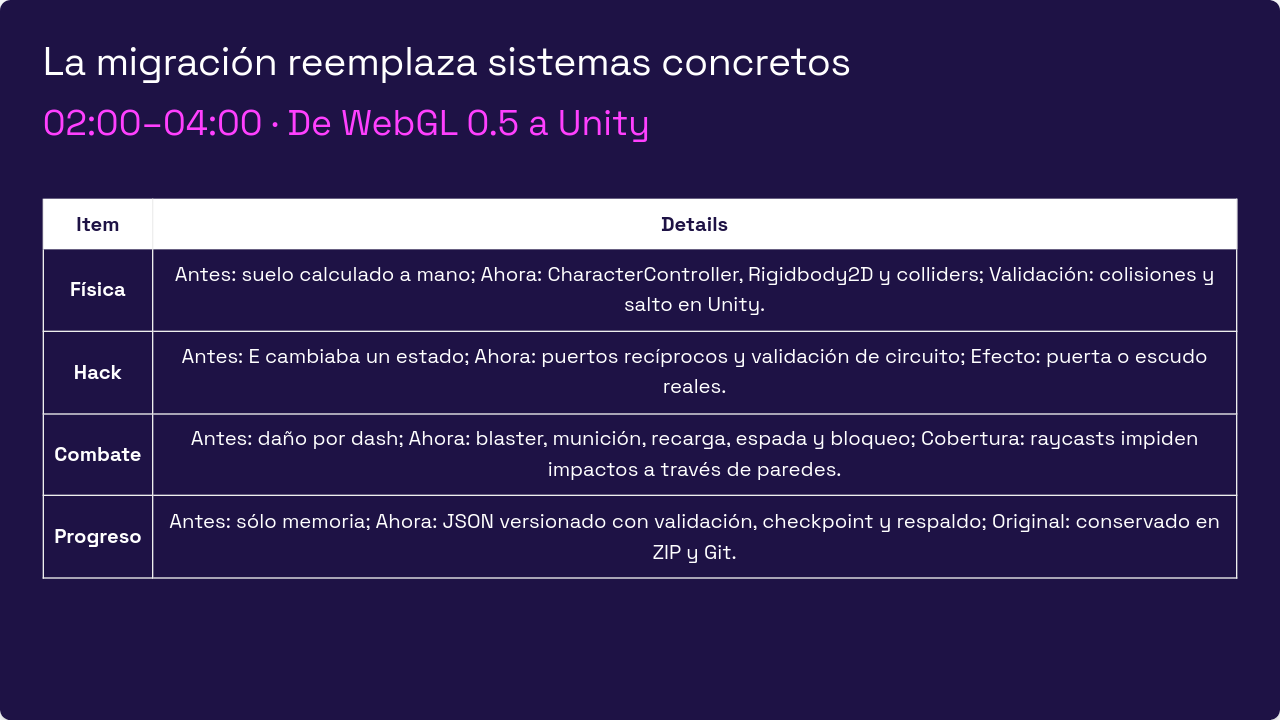 La migración reemplaza sistemas concretos
02:00–04:00 · De WebGL 0.5 a Unity
Item
Details
Física
Antes: suelo calculado a mano; Ahora: CharacterController, Rigidbody2D y colliders; Validación: colisiones y
salto en Unity.
Hack
Antes: E cambiaba un estado; Ahora: puertos recíprocos y validación de circuito; Efecto: puerta o escudo
reales.
Combate
Antes: daño por dash; Ahora: blaster, munición, recarga, espada y bloqueo; Cobertura: raycasts impiden
impactos a través de paredes.
Progreso
Antes: sólo memoria; Ahora: JSON versionado con validación, checkpoint y respaldo; Original: conservado en
ZIP y Git.